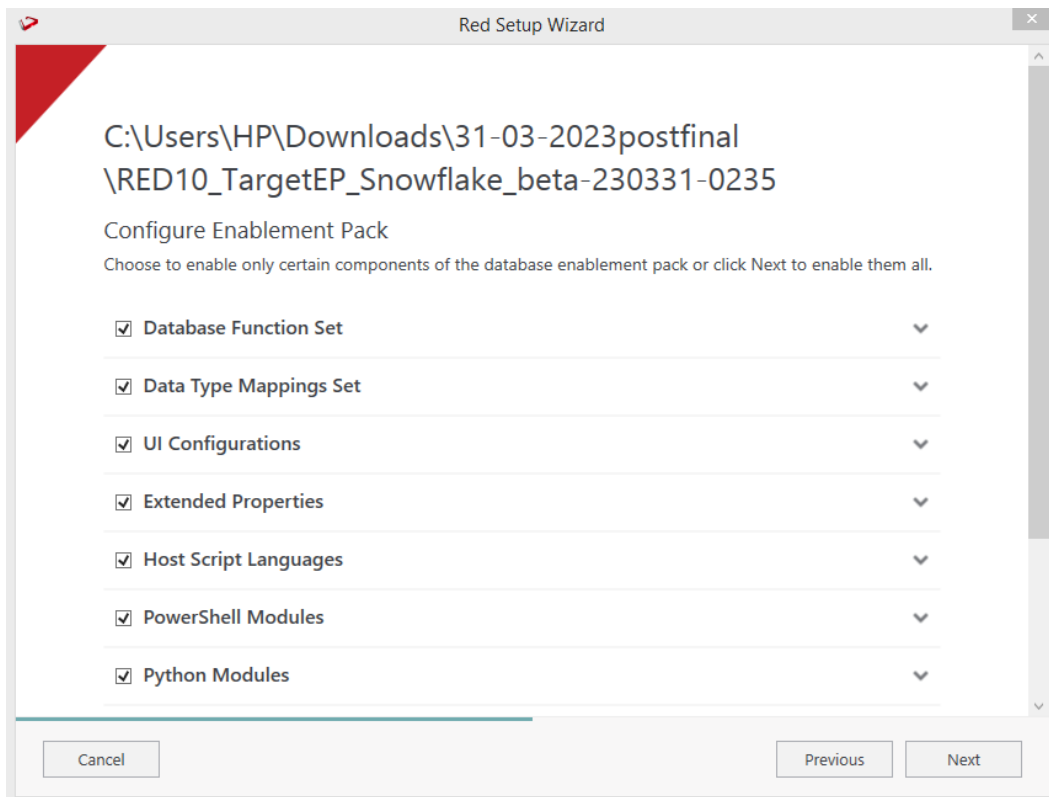 Red Setup Wizard
C:\Users\HP\Downloads\31-03-2023postfinal
\RED10_TargetEP_Snowflake_beta-230331-0235
Configure Enablement Pack
Choose to enable only certain components of the database enablement pack or click Next to enable them all.
Database Function Set
Data Type Mappings Set
UI Configurations
Extended Properties
Host Script Languages
PowerShell Modules
Python Modules
Cancel
Previous
Next